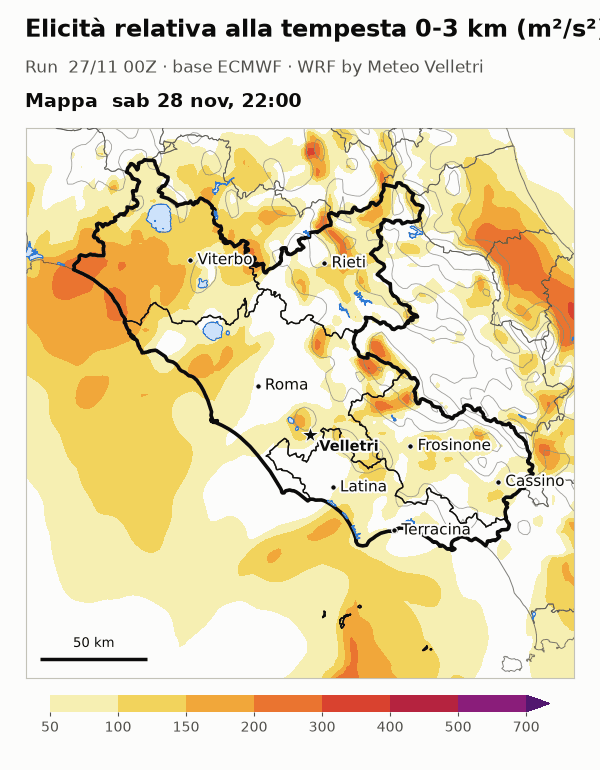 Elicità relativa alla tempesta 0-3 km (m²/s²)
Run 27/11 00Z · base ECMWF · WRF by Meteo Velletri
Mappa sab 28 nov, 22:00
Viterbo
Rieti
Roma
Velletri
Frosinone
Cassino
Latina
Terracina
50 km
50 100 150 200 300 400 500 700